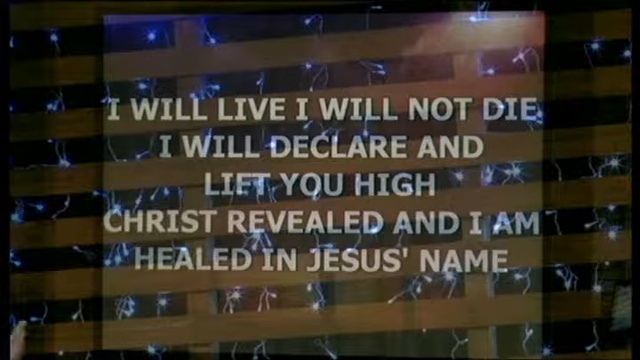 I WILL LIVE I WILL NOT DIE
I WILL DECLARE AND
LIFT YOU HIGH
CHRIST REVEALED AND I AM
HEALED IN JESUS' NAME